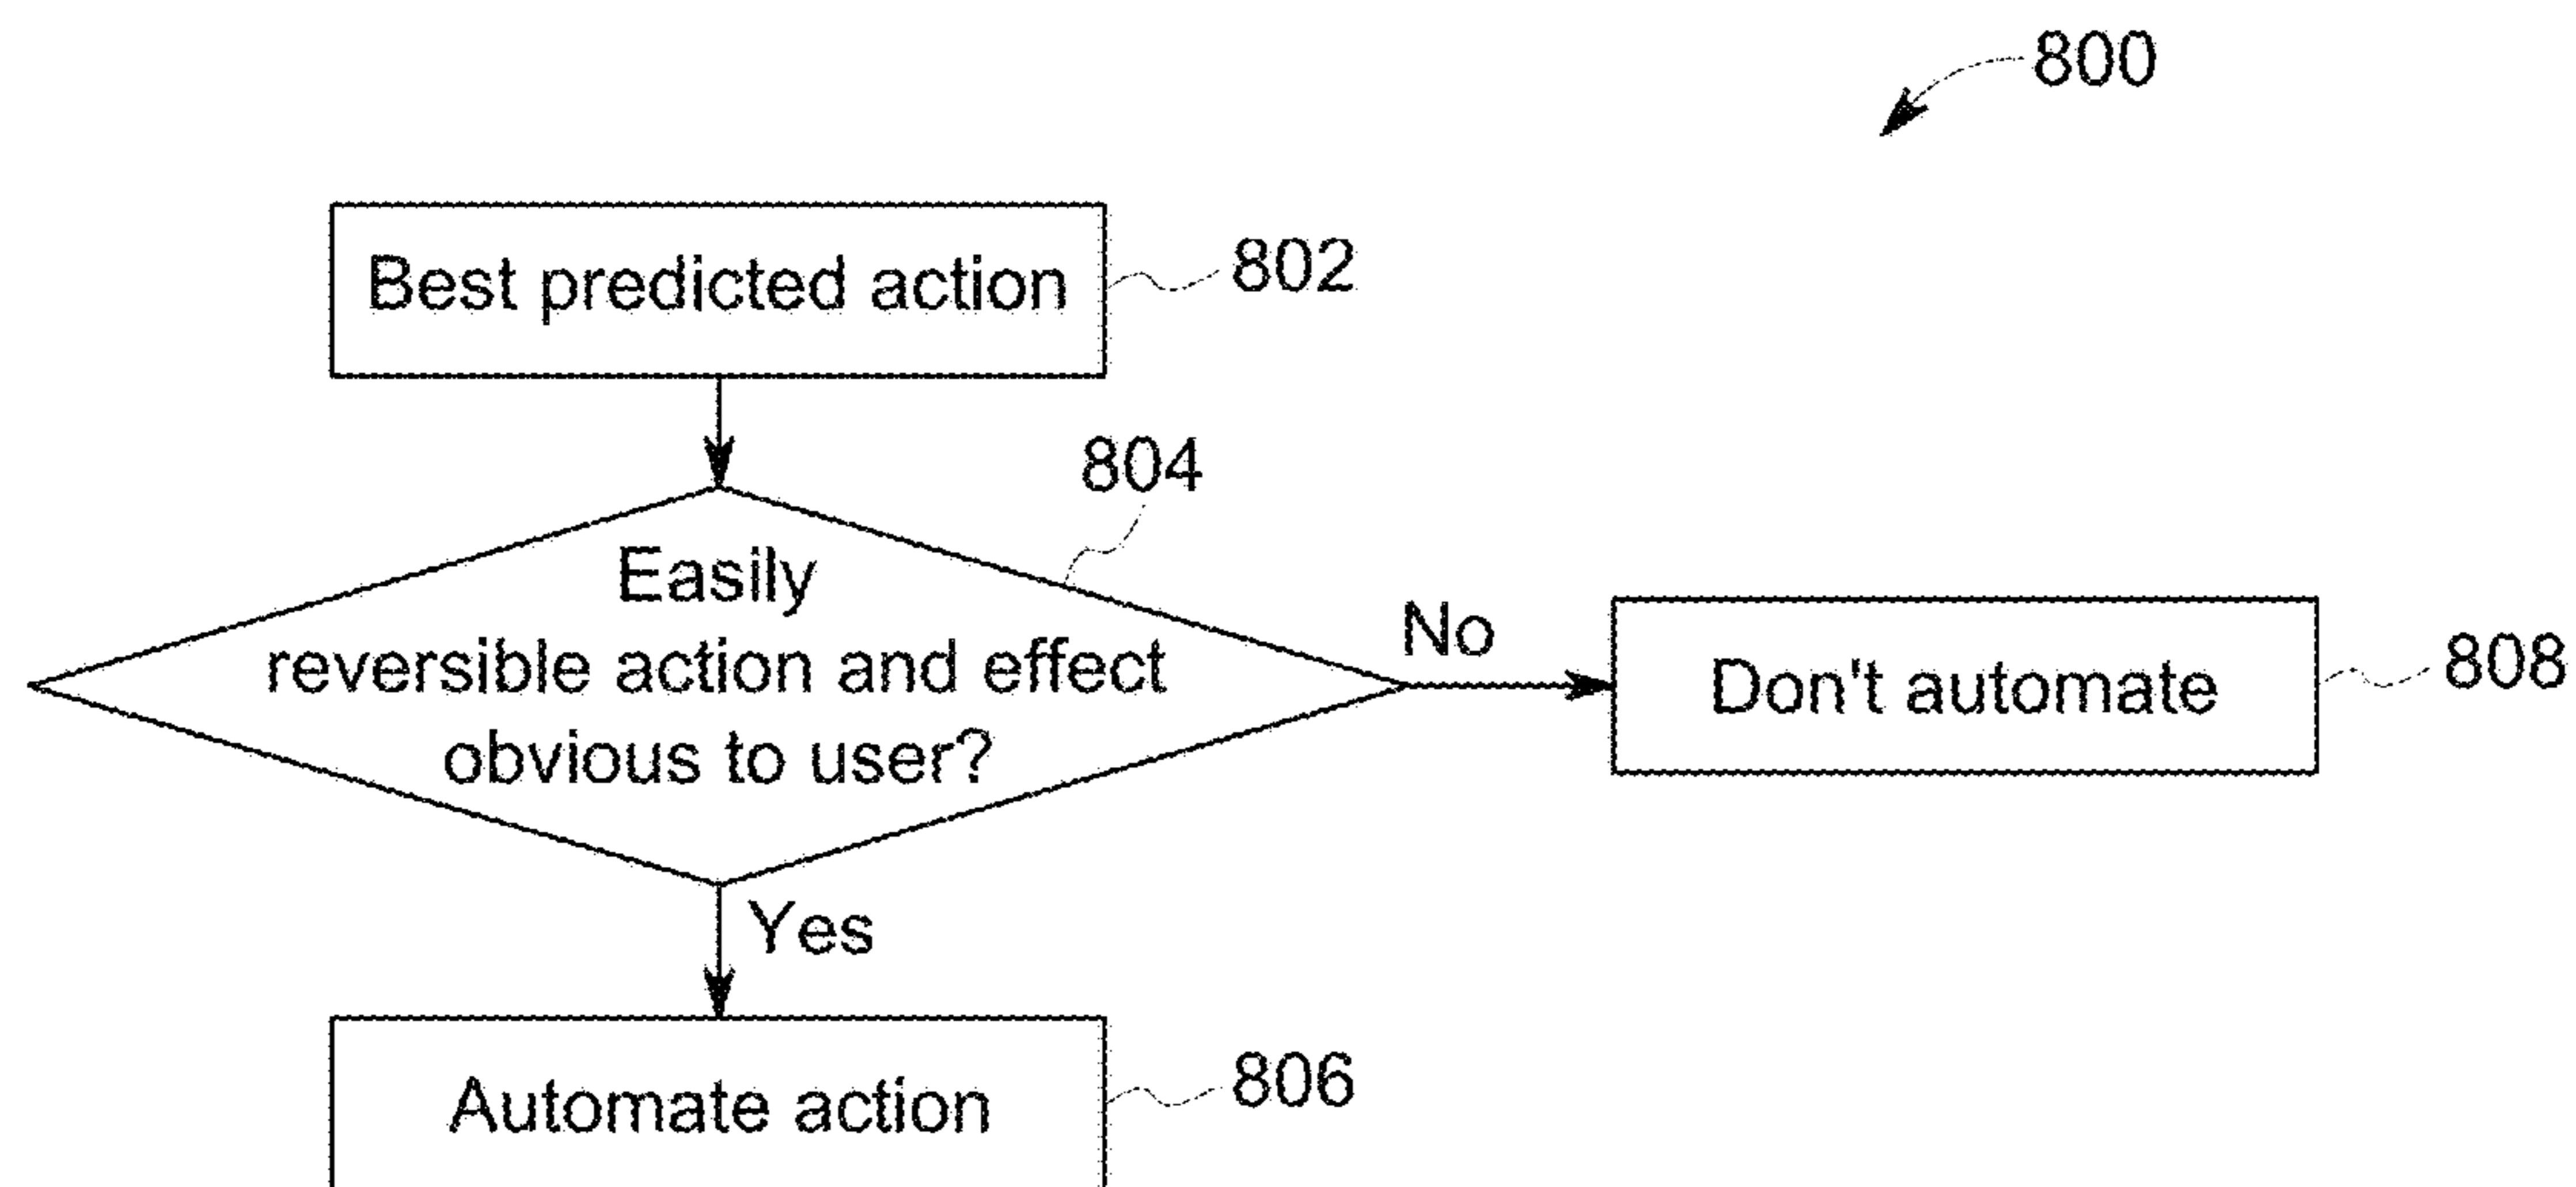 800
Best predicted action
802
804
Easily
reversible action and effect
obvious to user?
No
Don't automate
808
Yes
Automate action
806